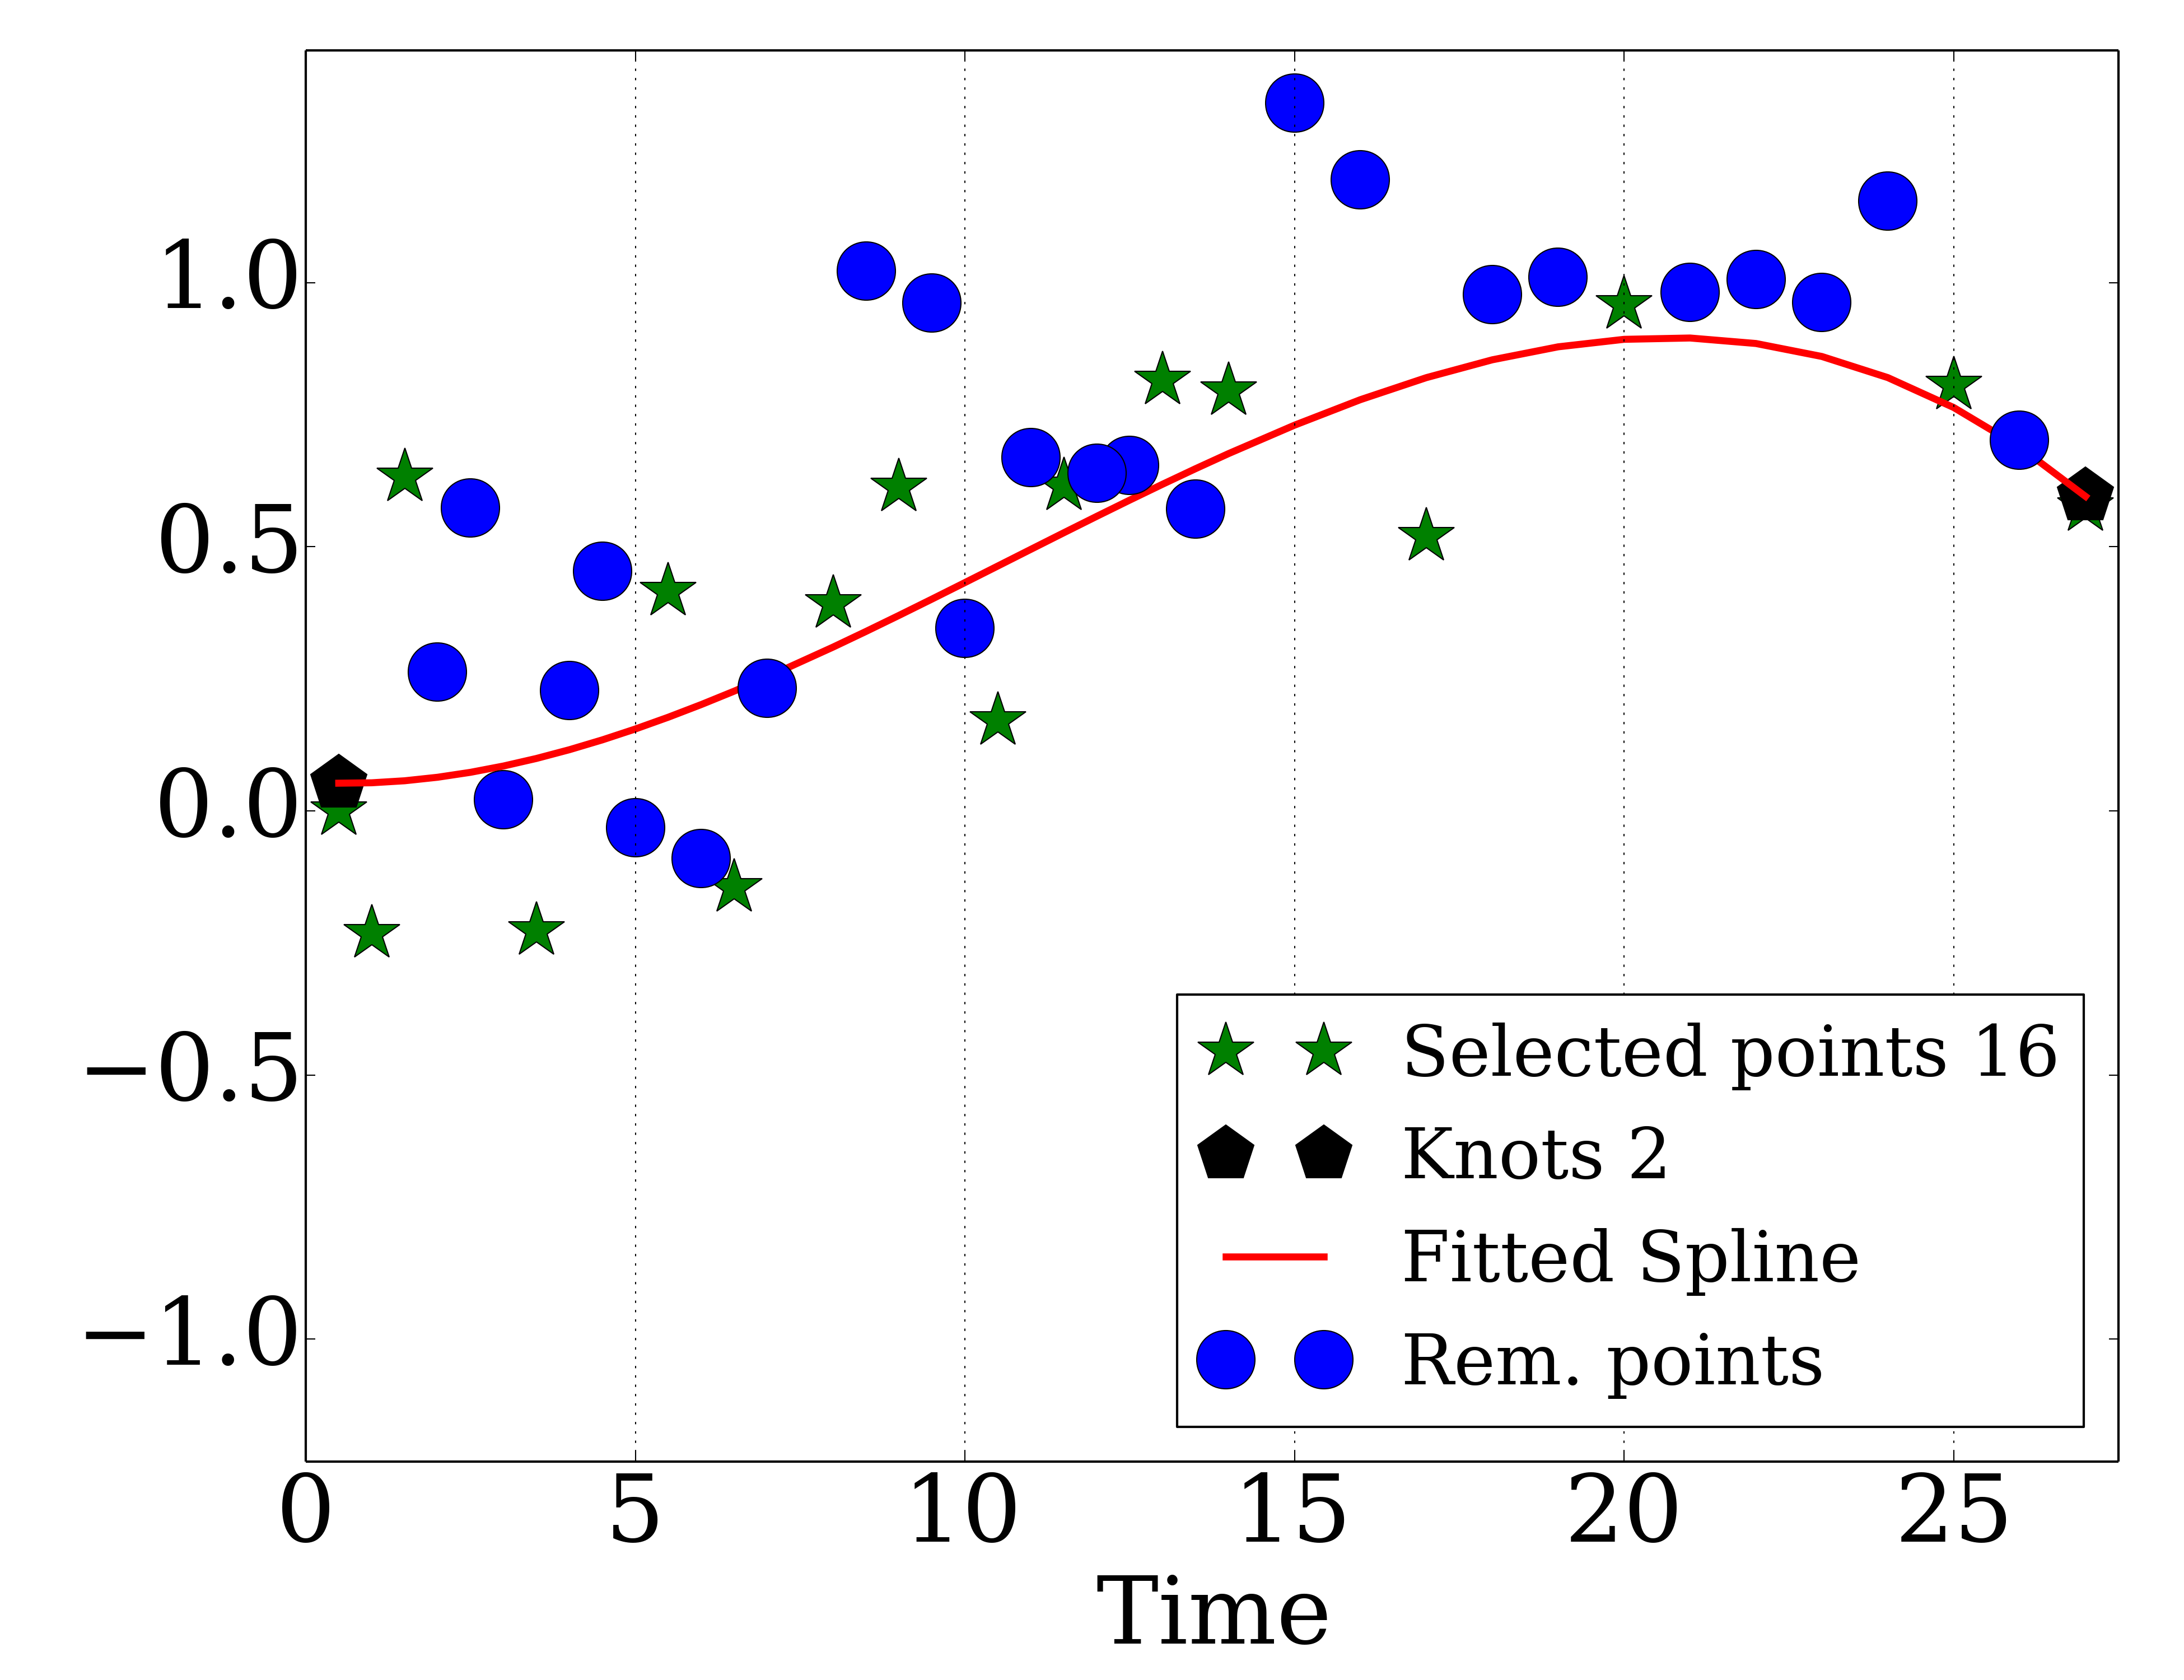 1.0
0.5
0.0
−0.5
−1.0
Selected points 16
Knots 2
Fitted Spline
Rem. points
0 5 10 15 20 25
Time